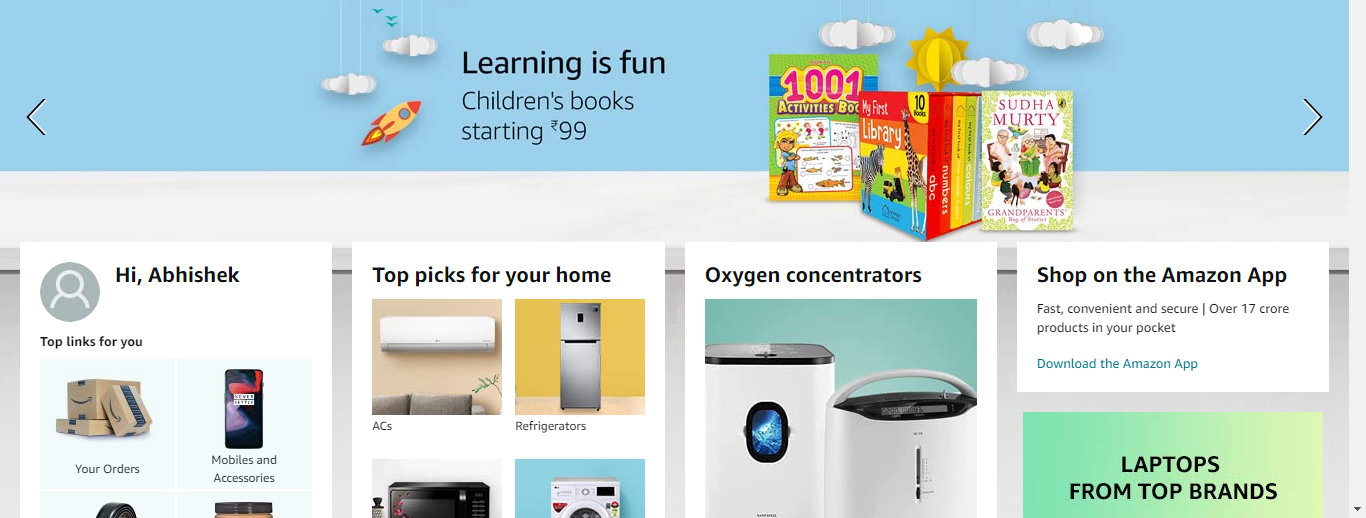 Learning is fun
Children's books
starting ₹99
1001
ACTIVITIES BOO
My First
Library
10
BOOKS
abc
numbers
colours
SUDHA
MURTY
GRANDPARENTS'
Bag of Stories
Hi, Abhishek
Top links for you
NEVER
SETTLE
Your Orders
Mobiles and
Accessories
Top picks for your home
ACs
Refrigerators
Oxygen concentrators
Shop on the Amazon App
Fast, convenient and secure | Over 17 crore
products in your pocket
Download the Amazon App
LAPTOPS
FROM TOP BRANDS